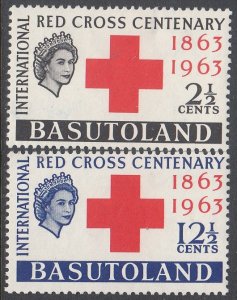 INTERNATIONAL
RED CROSS CENTENARY
1863
1963
2½
CENTS
BASUTOLAND
INTERNATIONAL
RED CROSS CENTENARY
1863
1963
12½
CENTS
BASUTOLAND